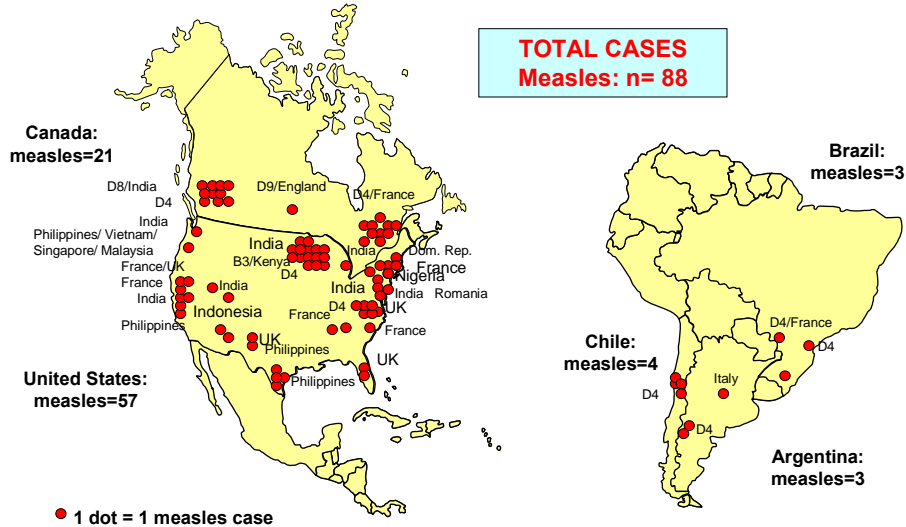 TOTAL CASES
Measles: n= 88
Canada:
measles=21
D8/India
D4
D9/England
D4/France
India
Philippines/ Vietnam/
Singapore/ Malaysia
France/UK
France
India
Philippines
India
Indonesia
India
B3/Kenya
D4
India
Dom. Rep.
France
Nigeria
India
India
Romania
D4
UK
France
France
UK
Philippines
UK
Philippines
United States:
measles=57
Brazil:
measles=3
D4/France
D4
Chile:
measles=4
D4
Italy
D4
Argentina:
measles=3
1 dot = 1 measles case